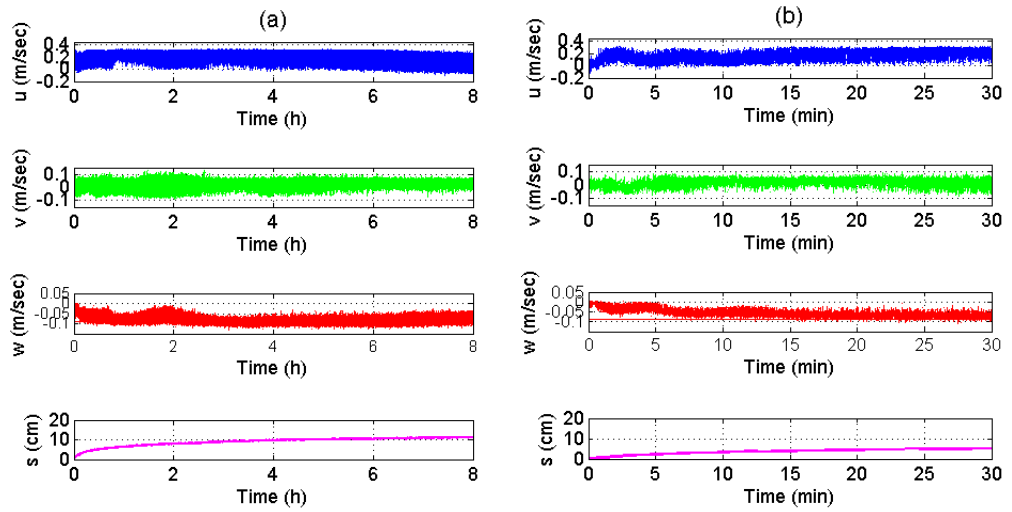 (a)
u (m/sec)
0.4
0.2
0
-0.2
0 2 4 6 8
Time (h)
v (m/sec)
0.1
0
-0.1
0 2 4 6 8
Time (h)
w (m/sec)
0.05
0
-0.05
-0.1
0 2 4 6 8
Time (h)
s (cm)
20
10
0
0 2 4 6 8
Time (h)
(b)
u (m/sec)
0.4
0.2
0
-0.2
0 5 10 15 20 25 30
Time (min)
v (m/sec)
0.1
0
-0.1
0 5 10 15 20 25 30
Time (min)
w (m/sec)
0.05
0
-0.05
-0.1
0 5 10 15 20 25 30
Time (min)
s (cm)
20
10
0
0 5 10 15 20 25 30
Time (min)